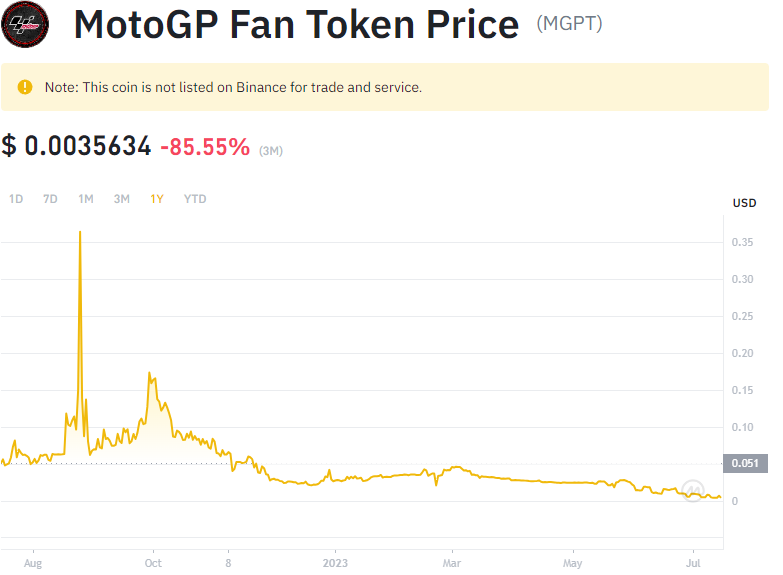 MotoGP Fan Token Price (MGPT)
Note: This coin is not listed on Binance for trade and service.
$ 0.0035634 -85.55% (3M)
1D 7D 1M 3M 1Y YTD
USD
0.35
0.30
0.25
0.20
0.15
0.10
0.051
0
Aug Oct 8 2023 Mar May Jul